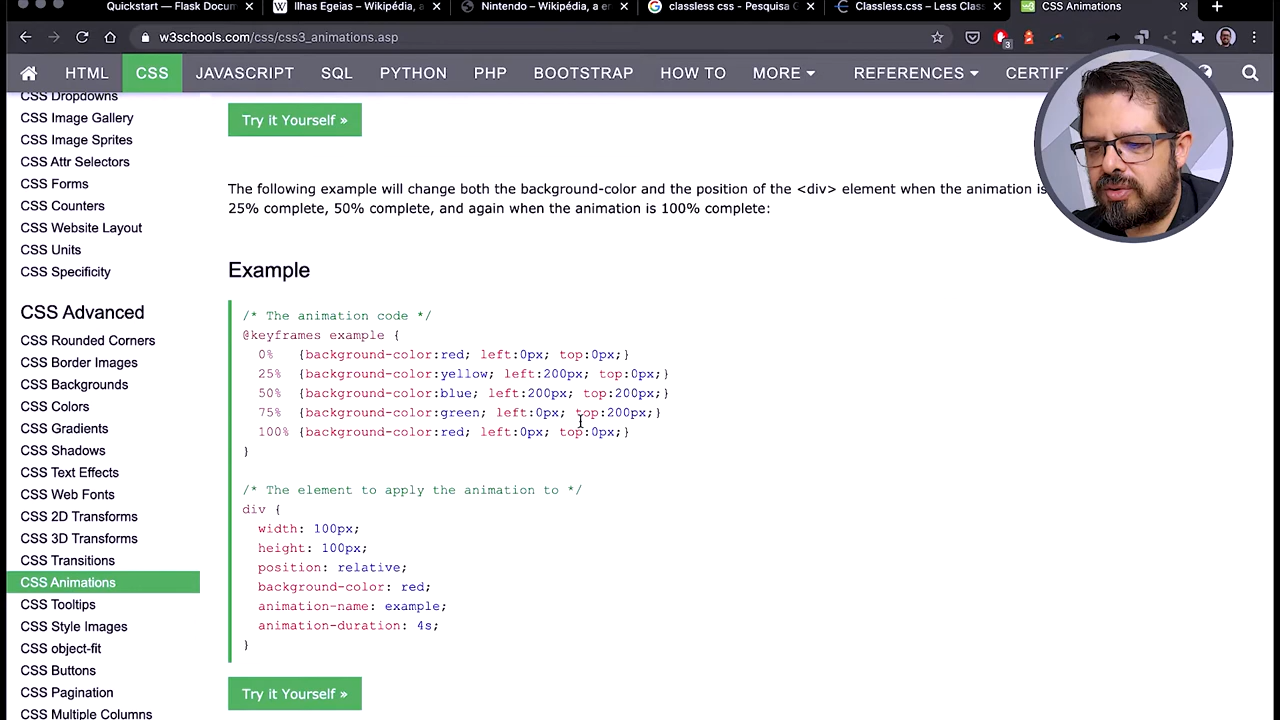 Quickstart — Flask Docum
Ilhas Egeias – Wikipédia, a
Nintendo – Wikipédia, a er
classless css - Pesquisa G
Classless.css – Less Class
CSS Animations
w3schools.com/css/css3_animations.asp
3
HTML CSS JAVASCRIPT SQL PYTHON PHP BOOTSTRAP HOW TO MORE REFERENCES
CSS Dropdowns
CSS Image Gallery
CSS Image Sprites
CSS Attr Selectors
CSS Forms
CSS Counters
CSS Website Layout
CSS Units
CSS Specificity
CSS Advanced
CSS Rounded Corners
CSS Border Images
CSS Backgrounds
CSS Colors
CSS Gradients
CSS Shadows
CSS Text Effects
CSS Web Fonts
CSS 2D Transforms
CSS 3D Transforms
CSS Transitions
CSS Animations
CSS Tooltips
CSS Style Images
CSS object-fit
CSS Buttons
CSS Pagination
CSS Multiple Columns
Try it Yourself »
The following example will change both the background-color and the position of the <div> element when the animation is
25% complete, 50% complete, and again when the animation is 100% complete:
Example
/* The animation code */
@keyframes example {
0% {background-color:red; left:0px; top:0px;}
25% {background-color:yellow; left:200px; top:0px;}
50% {background-color:blue; left:200px; top:200px;}
75% {background-color:green; left:0px; top:200px;}
100% {background-color:red; left:0px; top:0px;}
}
/* The element to apply the animation to */
div {
width: 100px;
height: 100px;
position: relative;
background-color: red;
animation-name: example;
animation-duration: 4s;
}
Try it Yourself »